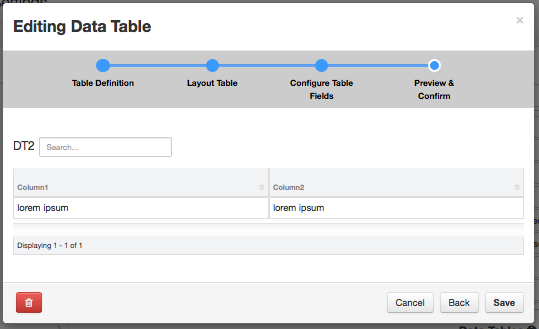 Editing Data Table
×
Table Definition
Layout Table
Configure Table
Fields
Preview &
Confirm
DT2 Search...
Column1 Column2
lorem ipsum lorem ipsum
Displaying 1 - 1 of 1
Cancel Back Save